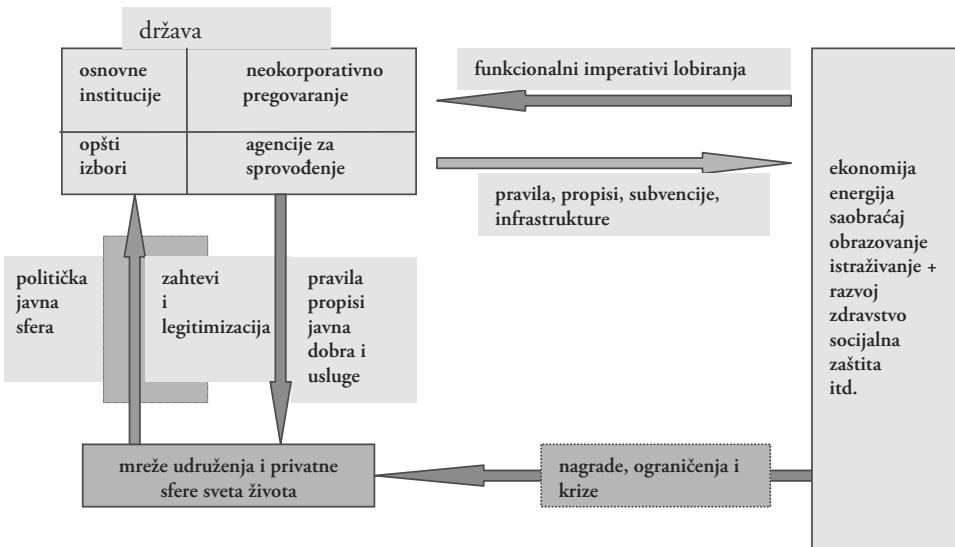 država
osnovne
institucije
neokorporativno
pregovaranje
opšti
izbori
agencije za
sprovođenje
funkcionalni imperativi lobiranja
pravila, propisi, subvencije,
infrastrukture
ekonomija
energija
saobraćaj
obrazovanje
istraživanje +
razvoj
zdravstvo
socijalna
zaštita
itd.
politička
javna
sfera
zahtevi
i
legitimizacija
pravila
propisi
javna
dobra i
usluge
mreže udruženja i privatne
sfere sveta života
nagrade, ograničenja i
krize